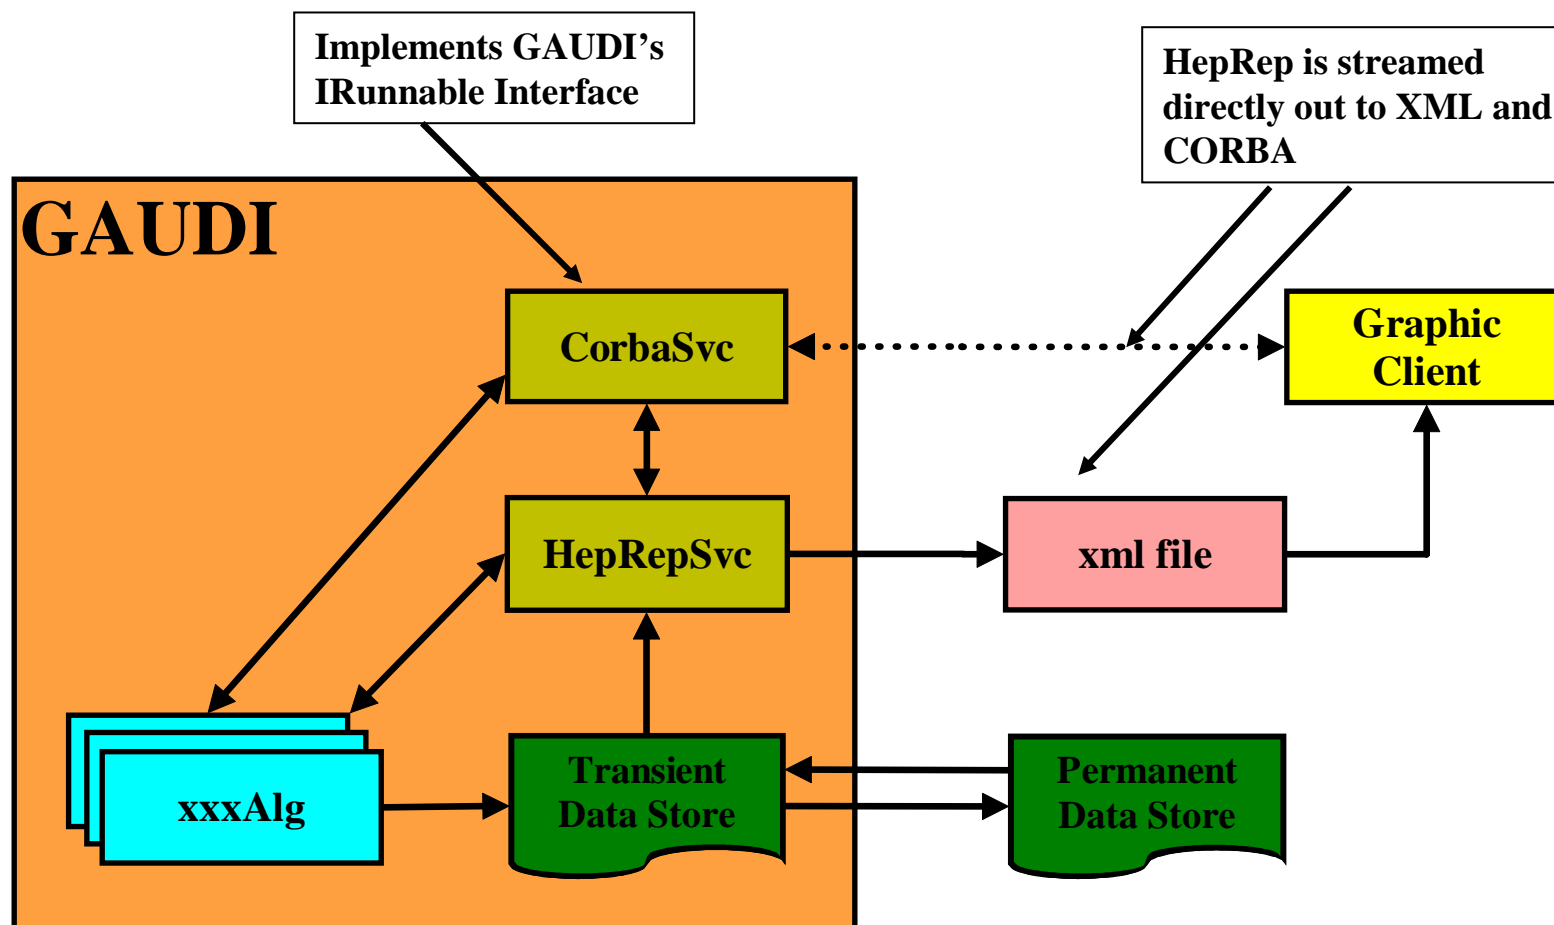 Implements GAUDI's
IRunnable Interface
HepRep is streamed
directly out to XML and
CORBA
GAUDI
CorbaSvc
Graphic
Client
HepRepSvc
xml file
xxxAlg
Transient
Data Store
Permanent
Data Store